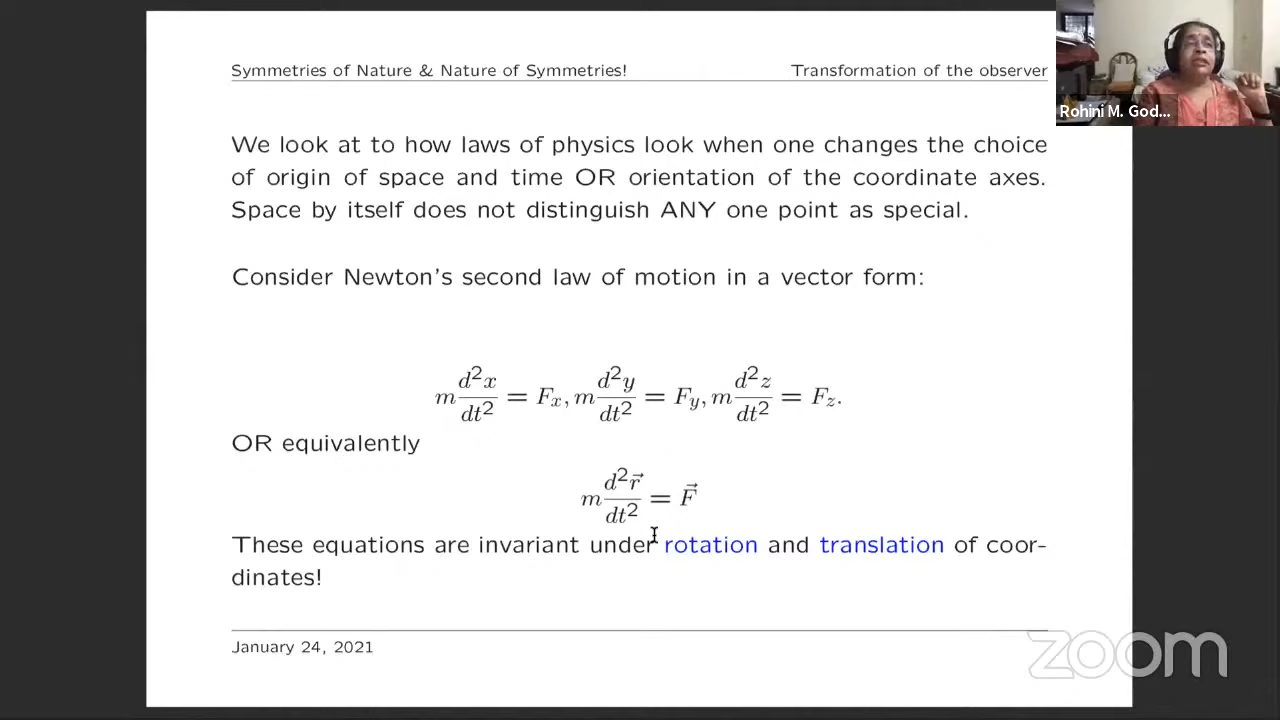 Symmetries of Nature & Nature of Symmetries! Transformation of the observer
Rohini M. God...
We look at to how laws of physics look when one changes the choice
of origin of space and time OR orientation of the coordinate axes.
Space by itself does not distinguish ANY one point as special.
Consider Newton's second law of motion in a vector form:
m d²x/dt² = Fₓ, m d²y/dt² = F_y, m d²z/dt² = F_z.
OR equivalently
m d²r⃗/dt² = F⃗
These equations are invariant under rotation and translation of coor-
dinates!
January 24, 2021
zoom